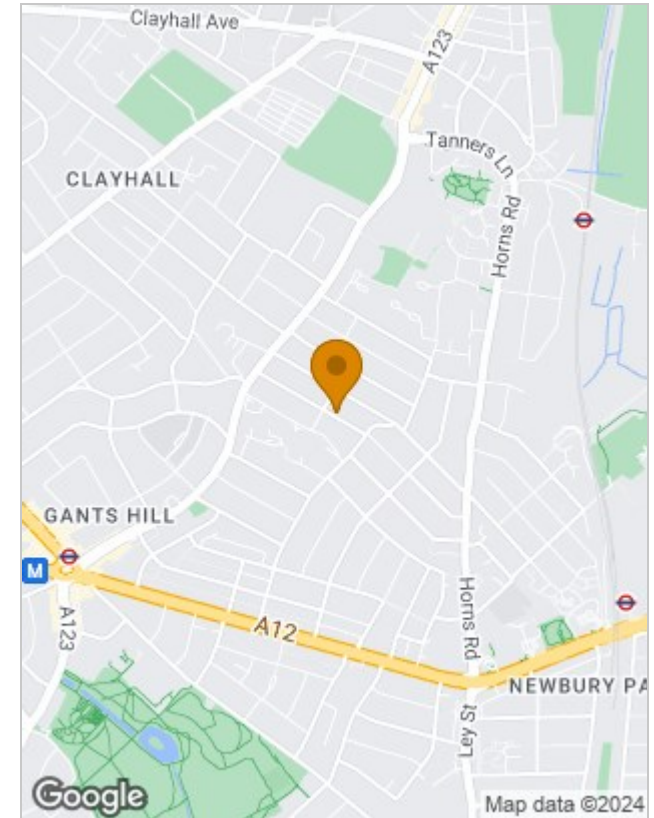 Clayhall Ave
A123
Tanners Ln
CLAYHALL
Horns Rd
GANTS HILL
M
A123
A12
Horns Rd
NEWBURY PA
Ley St
Google
Map data ©2024